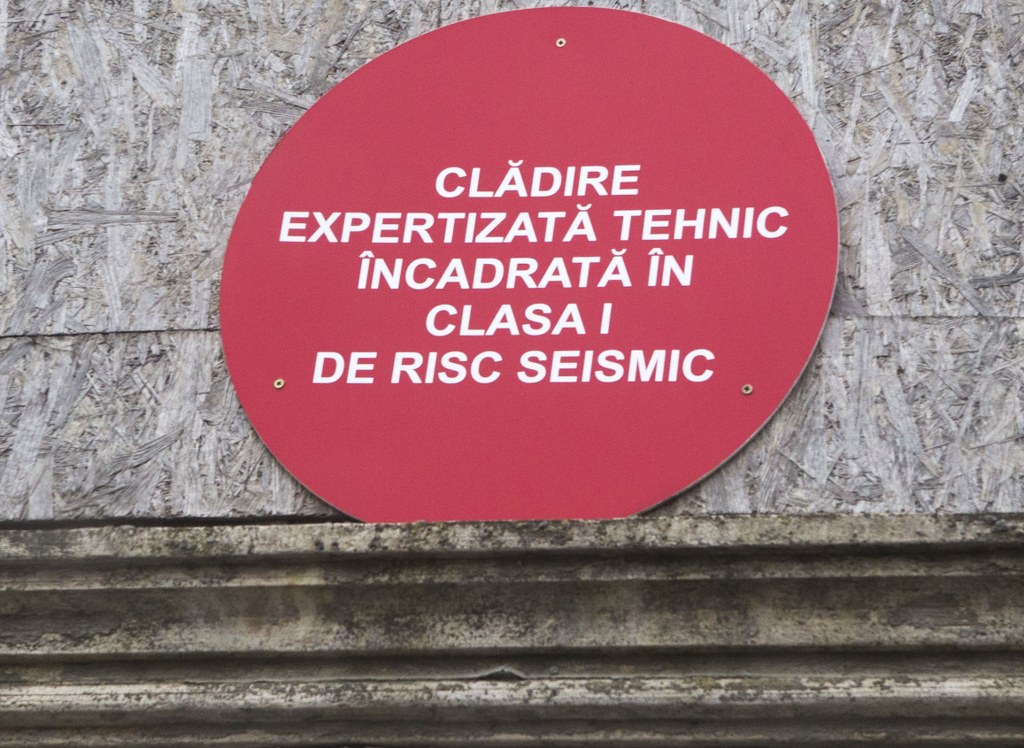 CLĂDIRE
EXPERTIZATĂ TEHNIC
ÎNCADRATĂ ÎN
CLASA I
DE RISC SEISMIC